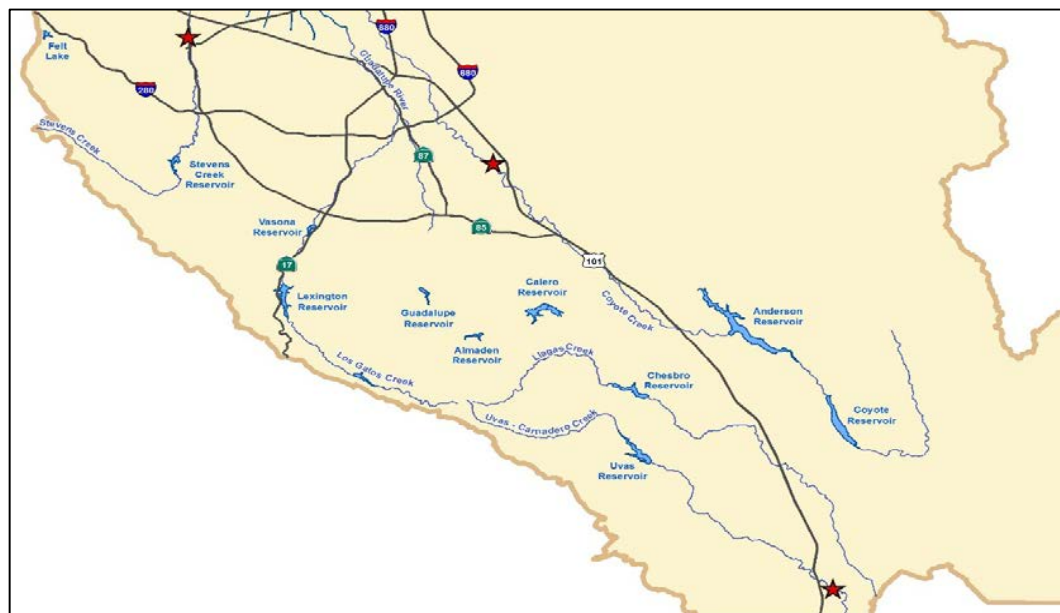 880
Felt
Lake
Guadalupe River
680
280
Stevens Creek
87
Stevens
Creek
Reservoir
Vasona
Reservoir
85
17
101
Lexington
Reservoir
Guadalupe
Reservoir
Calero
Reservoir
Coyote Creek
Anderson
Reservoir
Almaden
Reservoir
Llagas Creek
Los Gatos Creek
Chesbro
Reservoir
Uvas - Carnadero Creek
Coyote
Reservoir
Uvas
Reservoir